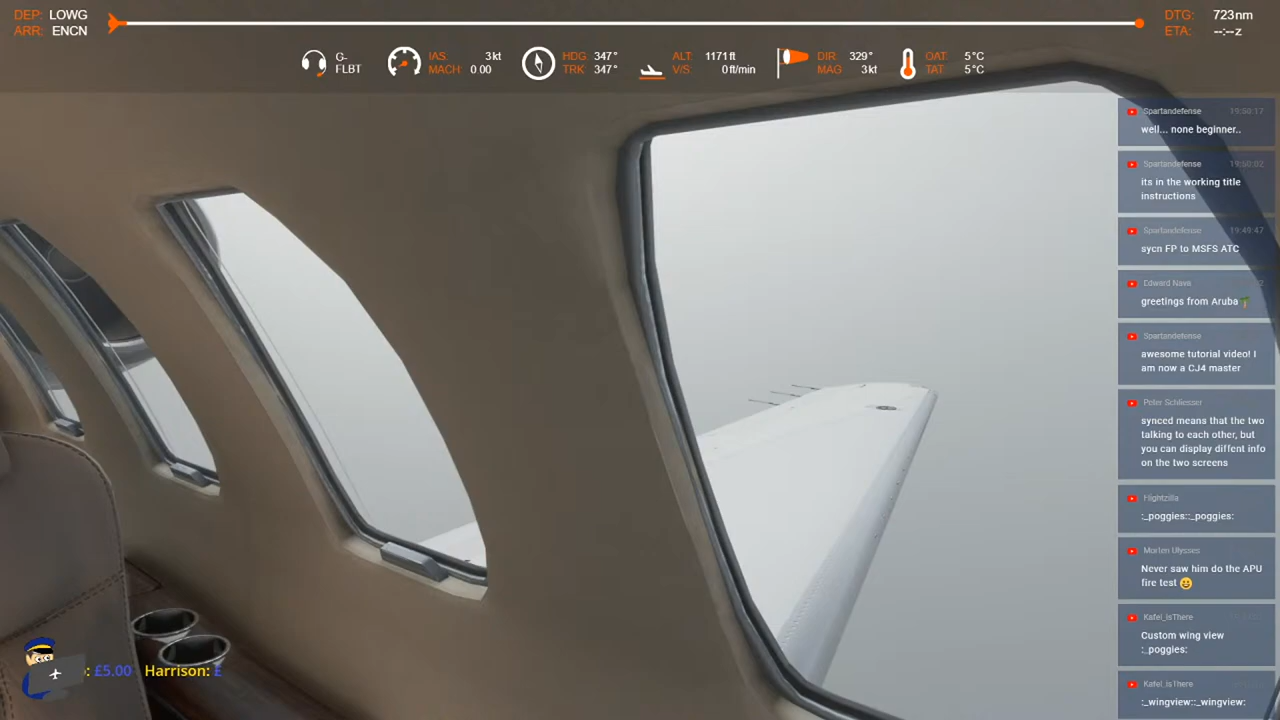 DEP: LOWG
ARR: ENCN
DTG: 723nm
ETA: --:--z
G-
FLBT
IAS: 3kt
MACH: 0.00
HDG: 347°
TRK: 347°
ALT: 1171ft
V/S: 0ft/min
DIR: 329°
MAG 3kt
OAT: 5°C
TAT: 5°C
Spartandefense 19:50:17
well... none beginner..
Spartandefense 19:50:02
its in the working title
instructions
Spartandefense 19:49:47
sycn FP to MSFS ATC
Edward Nava
greetings from Aruba🌴
Spartandefense
awesome tutorial video! I
am now a CJ4 master
Peter Schliesser
synced means that the two
talking to each other, but
you can display diffent info
on the two screens
Flightzilla
:_poggies::_poggies:
Morten Ulysses
Never saw him do the APU
fire test 😀
Kafel_IsThere
Custom wing view
:_poggies:
Kafel_IsThere
:_wingview::_wingview:
: £5.00 Harrison: £